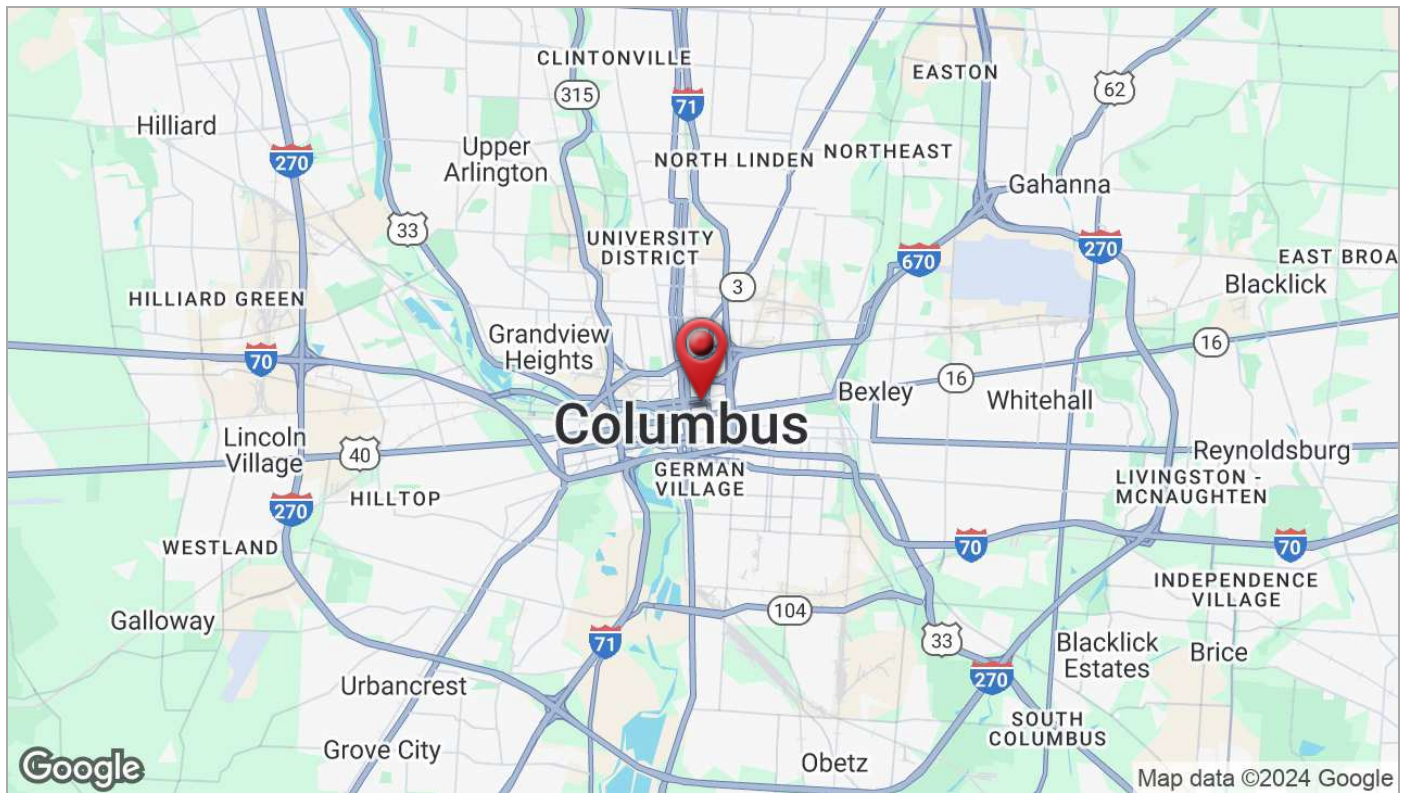 CLINTONVILLE
EASTON
315
71
62
Hilliard
270
Upper
Arlington
NORTH LINDEN
NORTHEAST
Gahanna
33
UNIVERSITY
DISTRICT
670
270
EAST BROA
3
Blacklick
HILLIARD GREEN
Grandview
Heights
70
16
16
Bexley
Whitehall
Columbus
Lincoln
Village
40
Reynoldsburg
GERMAN
VILLAGE
LIVINGSTON -
MCNAUGHTEN
HILLTOP
270
WESTLAND
70
70
INDEPENDENCE
VILLAGE
Galloway
104
71
33
Blacklick
Estates
Brice
270
Urbancrest
SOUTH
COLUMBUS
Grove City
Obetz
Google
Map data ©2024 Google